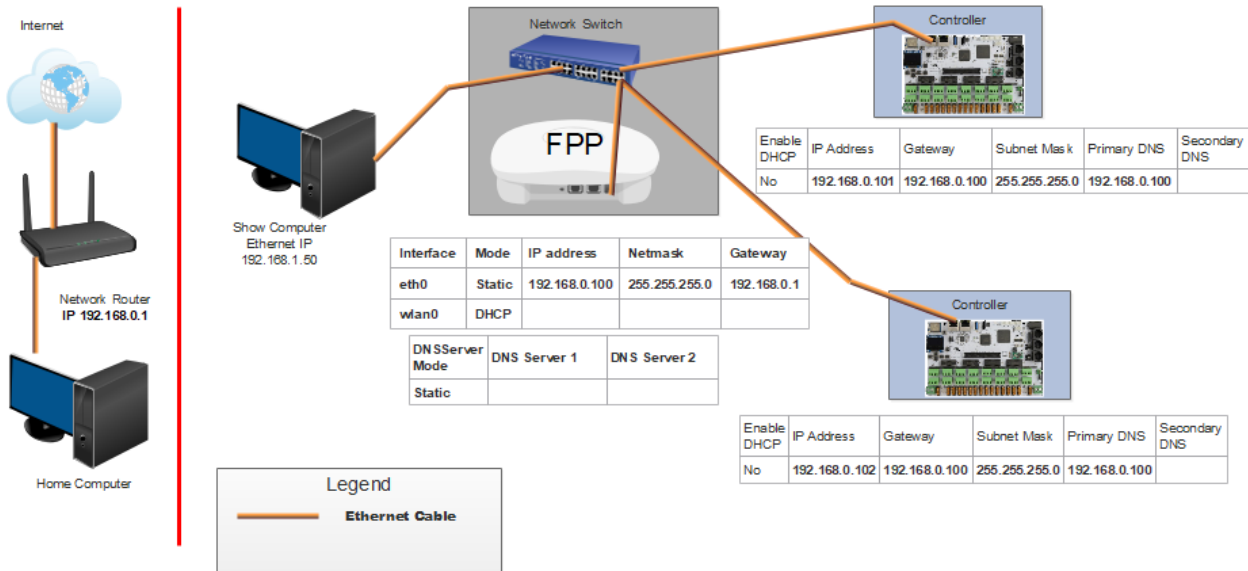 Internet
Network Router
IP 192.168.0.1
Home Computer
Show Computer
Ethernet IP
192.168.1.50
Network Switch
FPP
Interface Mode IP address Netmask Gateway
eth0 Static 192.168.0.100 255.255.255.0 192.168.0.1
wlan0 DHCP
DNSServer
Mode DNS Server 1 DNS Server 2
Static
Controller
Enable
DHCP IP Address Gateway Subnet Mask Primary DNS Secondary
DNS
No 192.168.0.101 192.168.0.100 255.255.255.0 192.168.0.100
Controller
Enable
DHCP IP Address Gateway Subnet Mask Primary DNS Secondary
DNS
No 192.168.0.102 192.168.0.100 255.255.255.0 192.168.0.100
Legend
Ethernet Cable